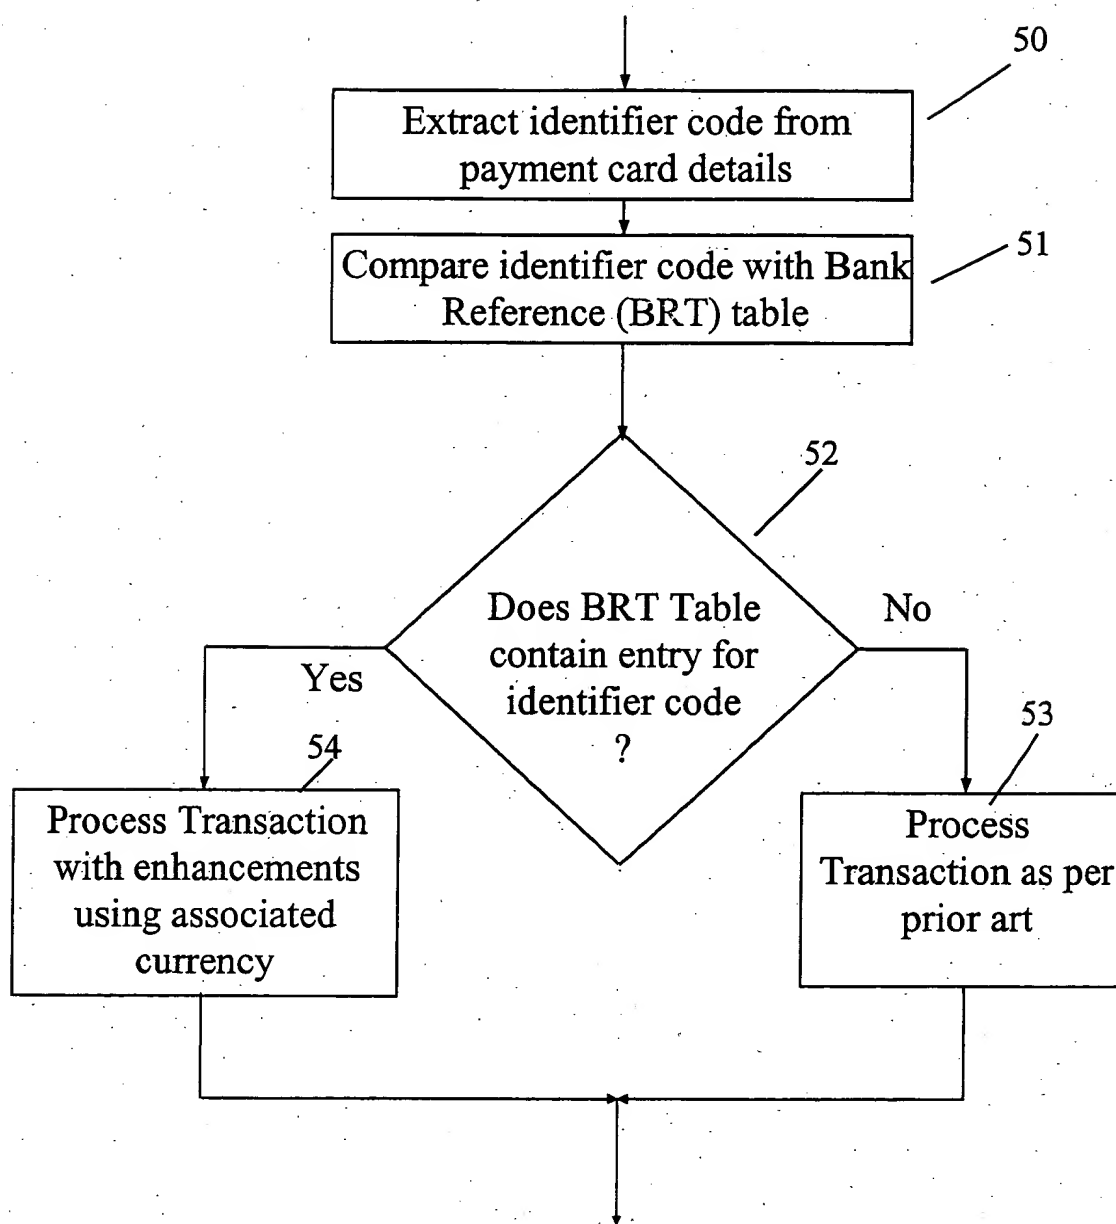 50
Extract identifier code from
payment card details
51
Compare identifier code with Bank
Reference (BRT) table
52
Does BRT Table
contain entry for
identifier code
?
Yes
No
54
Process Transaction
with enhancements
using associated
currency
53
Process
Transaction as per
prior art